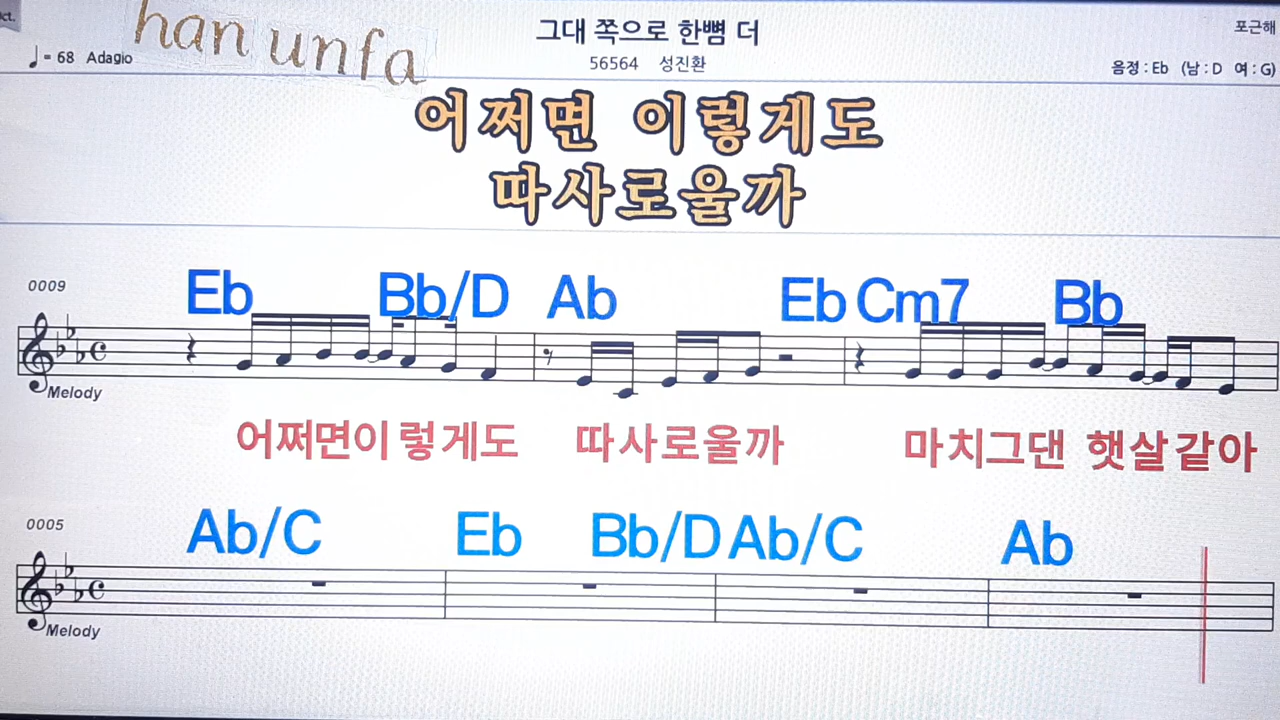 han unfa
그대 쪽으로 한뼘 더
포근해
♩= 68 Adagio
56564 성진환
음정 : Eb (남 : D 여 : G)
어쩌면 이렇게도
따사로울까
0009
Eb Bb/D Ab Eb Cm7 Bb
Melody
어쩌면이렇게도 따사로울까 마치그댄 햇살같아
0005
Ab/C Eb Bb/D Ab/C Ab
Melody